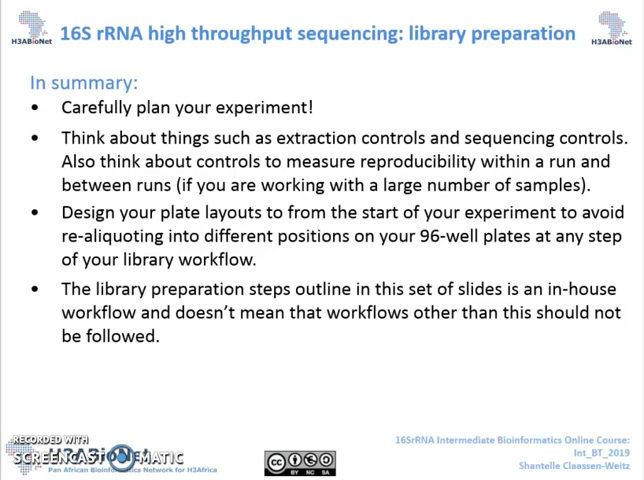 H3ABioNet
16S rRNA high throughput sequencing: library preparation
H3ABioNet
In summary:
• Carefully plan your experiment!
• Think about things such as extraction controls and sequencing controls.
Also think about controls to measure reproducibility within a run and
between runs (if you are working with a large number of samples).
• Design your plate layouts to from the start of your experiment to avoid
re-aliquoting into different positions on your 96-well plates at any step
of your library workflow.
• The library preparation steps outline in this set of slides is an in-house
workflow and doesn't mean that workflows other than this should not
be followed.
RECORDED WITH
SCREENCAST MATIC
H3ABioNet
Pan African Bioinformatics Network for H3Africa
CC BY NC SA
16SrRNA Intermediate Bioinformatics Online Course:
Int_BT_2019
Shantelle Claassen-Weitz